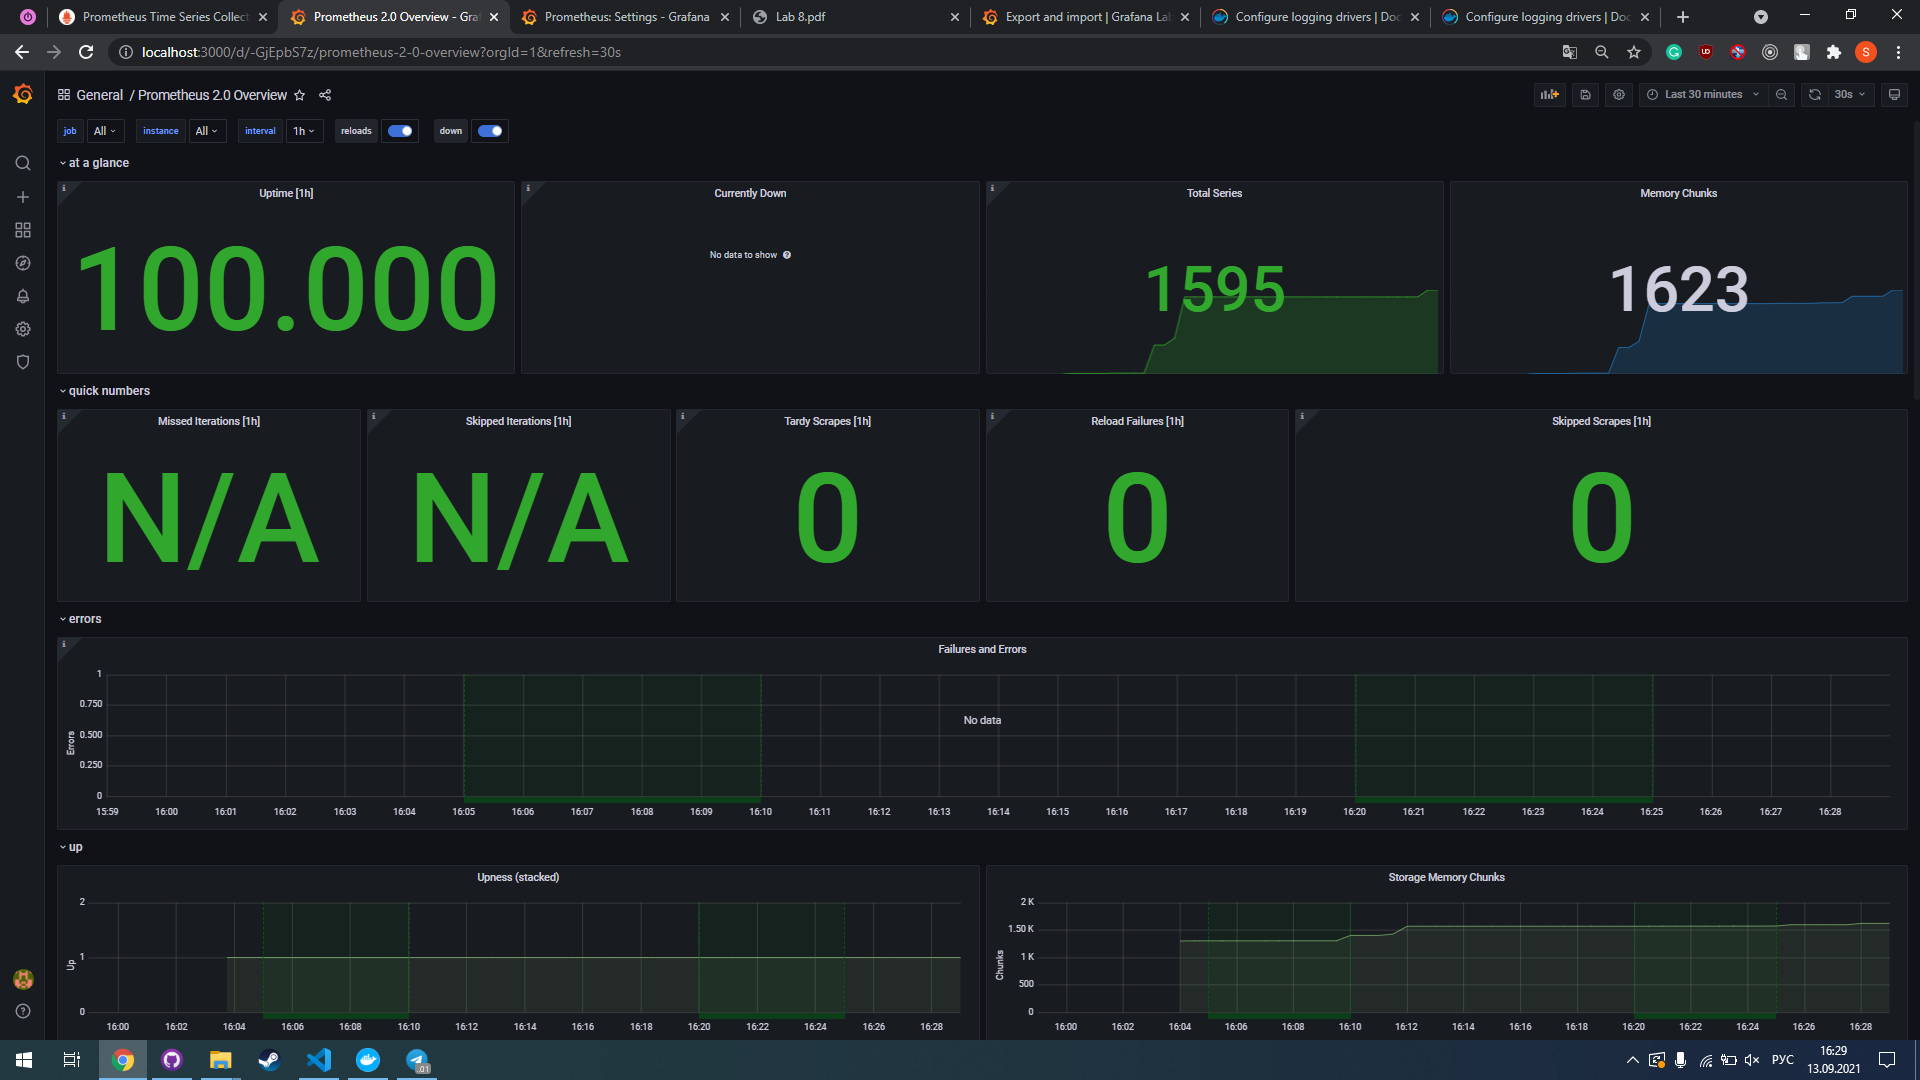 Prometheus Time Series Collect
Prometheus 2.0 Overview - Gra
Prometheus: Settings - Grafana
Lab 8.pdf
Export and import | Grafana La
Configure logging drivers | Doc
Configure logging drivers | Doc
localhost:3000/d/-GjEpbS7z/prometheus-2-0-overview?orgId=1&refresh=30s
S
General / Prometheus 2.0 Overview
Last 30 minutes
30s
job All
instance All
interval 1h
reloads
down
at a glance
Uptime [1h]
100.000
Currently Down
No data to show
Total Series
1595
Memory Chunks
1623
quick numbers
Missed Iterations [1h]
N/A
Skipped Iterations [1h]
N/A
Tardy Scrapes [1h]
0
Reload Failures [1h]
0
Skipped Scrapes [1h]
0
errors
Failures and Errors
Errors
1
0.750
0.500
0.250
0
No data
15:59 16:00 16:01 16:02 16:03 16:04 16:05 16:06 16:07 16:08 16:09 16:10 16:11 16:12 16:13 16:14 16:15 16:16 16:17 16:18 16:19 16:20 16:21 16:22 16:23 16:24 16:25 16:26 16:27 16:28
up
Upness (stacked)
Up
2
1
0
16:00 16:02 16:04 16:06 16:08 16:10 16:12 16:14 16:16 16:18 16:20 16:22 16:24 16:26 16:28
Storage Memory Chunks
Chunks
2 K
1.50 K
1 K
500
0
16:00 16:02 16:04 16:06 16:08 16:10 16:12 16:14 16:16 16:18 16:20 16:22 16:24 16:26 16:28
.01
РУС
16:29
13.09.2021